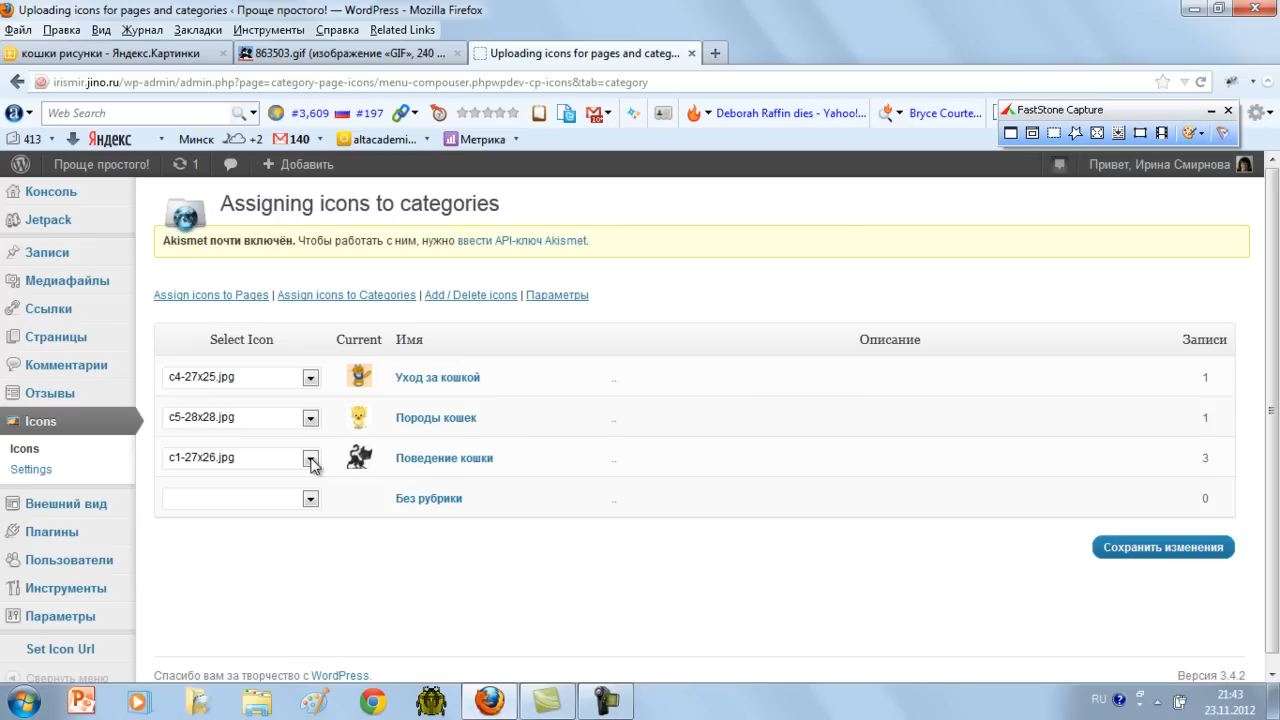 Uploading icons for pages and categories ‹ Проще простого! — WordPress - Mozilla Firefox
Файл Правка Вид Журнал Закладки Инструменты Справка Related Links
кошки рисунки - Яндекс.Картинки × 863503.gif (изображение «GIF», 240 ... × Uploading icons for pages and categ... × +
irismir.jino.ru/wp-admin/admin.php?page=category-page-icons/menu-compouser.phpwpdev-cp-icons&tab=category
Web Search #3,609 #197 Deborah Raffin dies - Yahoo!... Bryce Courte... FastStone Capture
413 Яндекс Минск +2 140 altacademi... Метрика
Проще простого! 1 + Добавить Привет, Ирина Смирнова
Консоль
Jetpack
Записи
Медиафайлы
Ссылки
Страницы
Комментарии
Отзывы
Icons
Icons
Settings
Внешний вид
Плагины
Пользователи
Инструменты
Параметры
Set Icon Url
Свернуть меню
Assigning icons to categories
Akismet почти включён. Чтобы работать с ним, нужно ввести API-ключ Akismet.
Assign icons to Pages | Assign icons to Categories | Add / Delete icons | Параметры
Select Icon Current Имя Описание Записи
c4-27x25.jpg Уход за кошкой .. 1
c5-28x28.jpg Породы кошек .. 1
c1-27x26.jpg Поведение кошки .. 3
Без рубрики .. 0
Сохранить изменения
Спасибо вам за творчество с WordPress. Версия 3.4.2
RU 21:43
23.11.2012